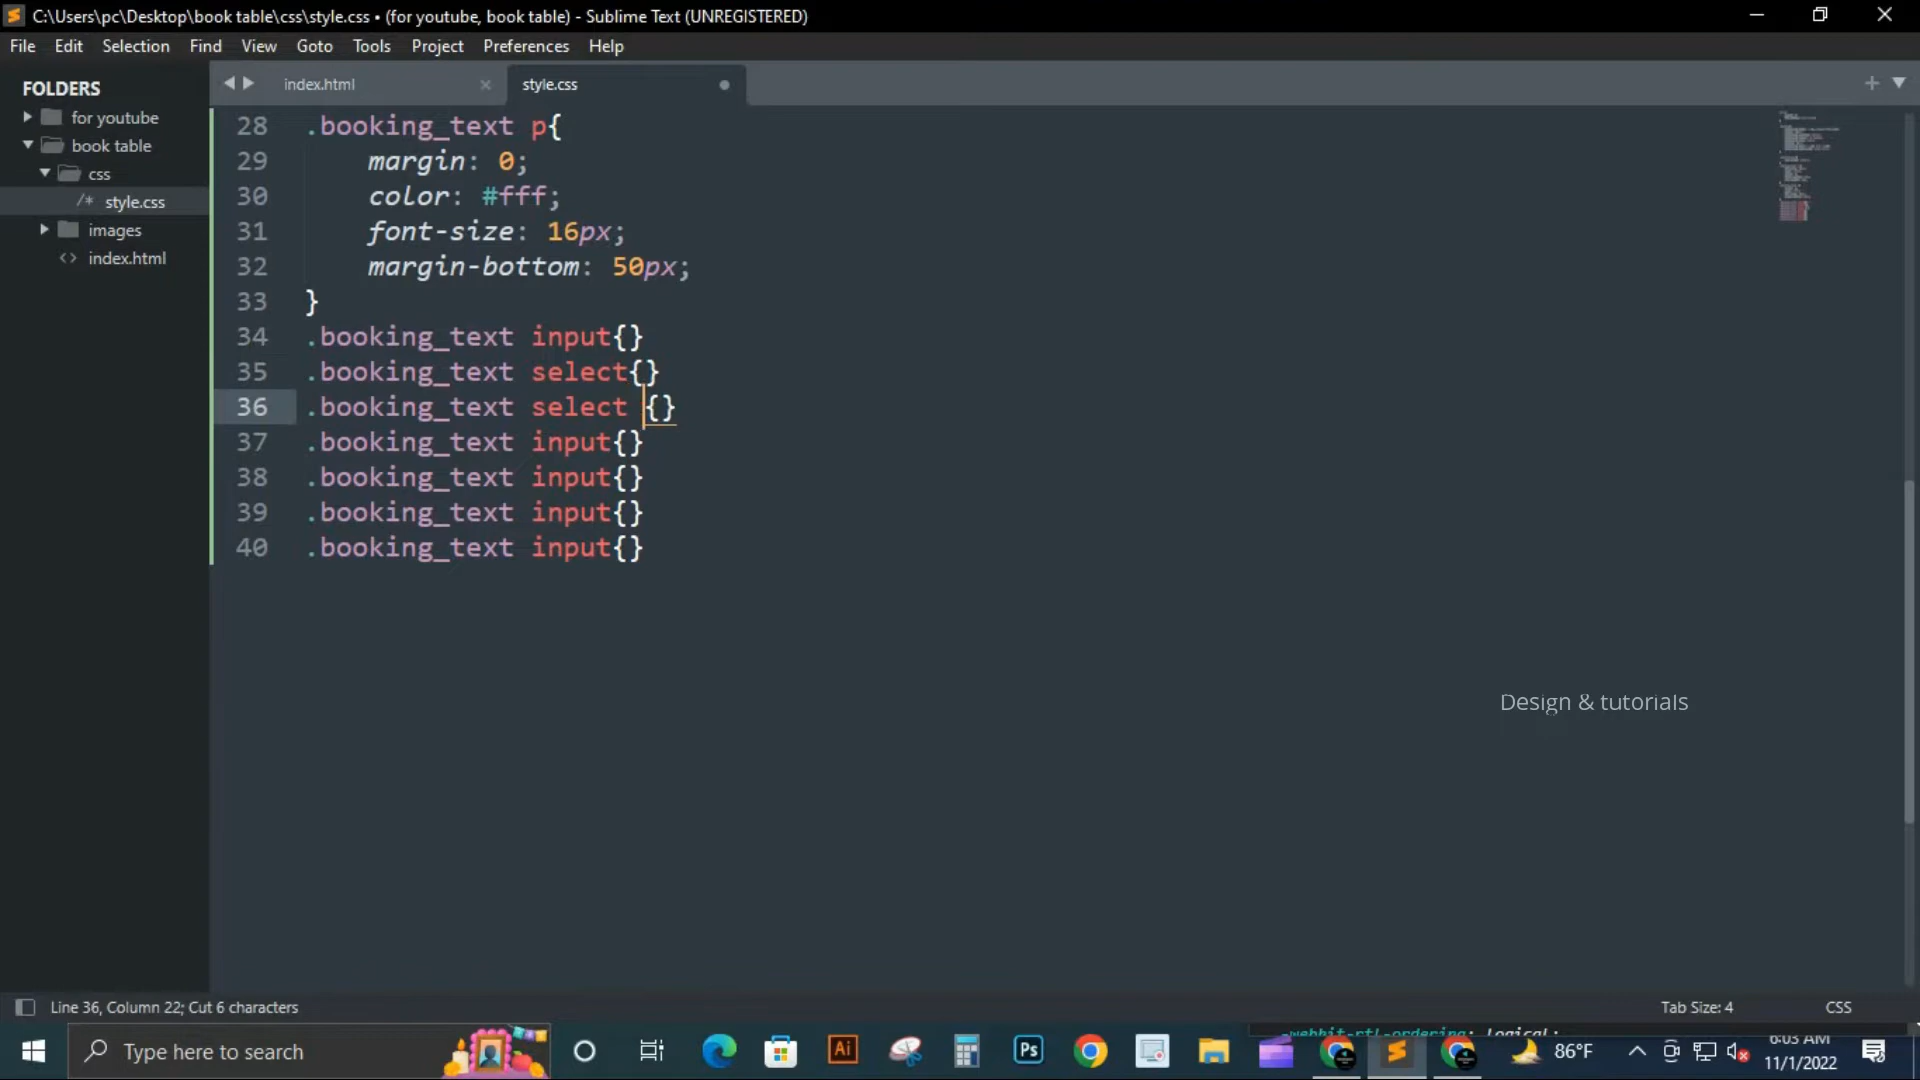 C:\Users\pc\Desktop\book table\css\style.css • (for youtube, book table) - Sublime Text (UNREGISTERED)
File Edit Selection Find View Goto Tools Project Preferences Help
FOLDERS
for youtube
book table
css
/* style.css
images
<> index.html
index.html
style.css
28 .booking_text p{
29 margin: 0;
30 color: #fff;
31 font-size: 16px;
32 margin-bottom: 50px;
33 }
34 .booking_text input{}
35 .booking_text select{}
36 .booking_text select {}
37 .booking_text input{}
38 .booking_text input{}
39 .booking_text input{}
40 .booking_text input{}
Design & tutorials
Line 36, Column 22; Cut 6 characters
Tab Size: 4
CSS
-webkit-rtl-ordering: logical;
Type here to search
Ai
Ps
86°F
6:03 AM
11/1/2022